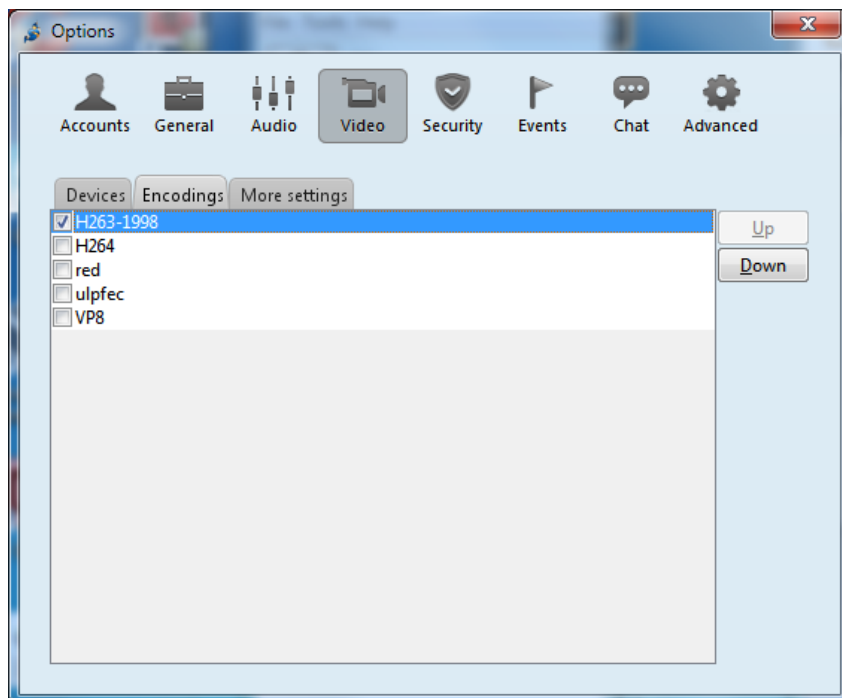 Options
Accounts General Audio Video Security Events Chat Advanced
Devices Encodings More settings
H263-1998
Up
H264
Down
red
ulpfec
VP8